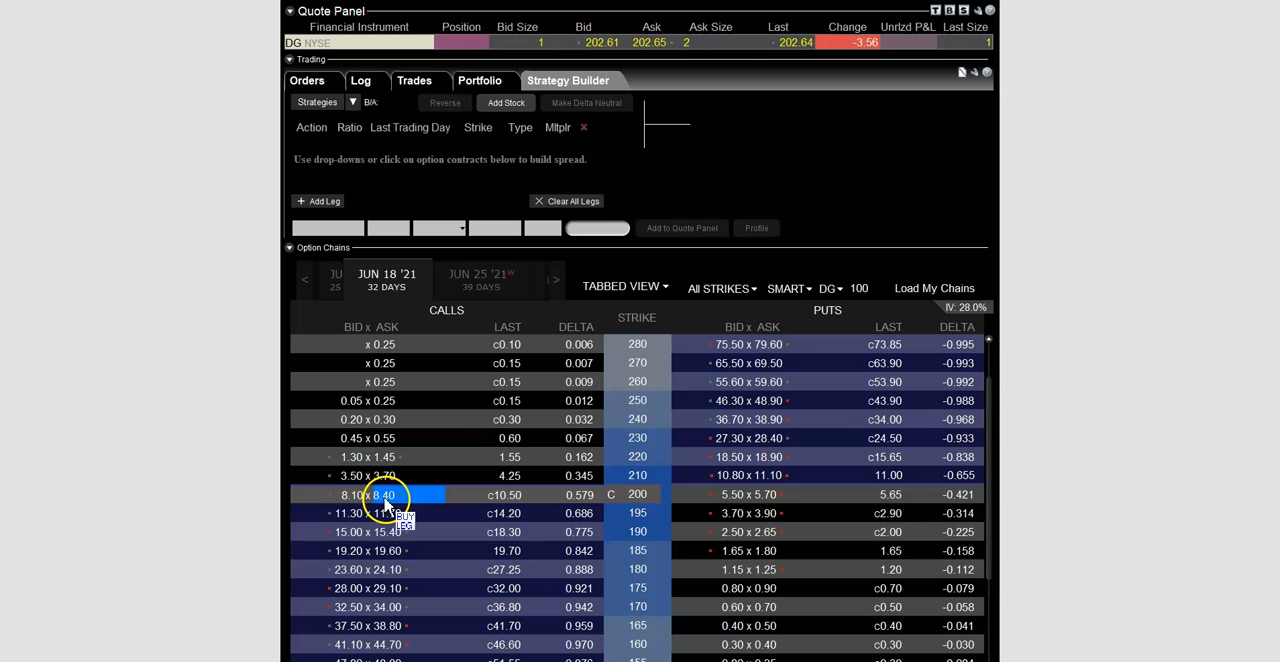 Quote Panel T B S
Financial Instrument Position Bid Size Bid Ask Ask Size Last Change Unrlzd P&L Last Size
DG NYSE 1 202.61 202.65 2 202.64 -3.56 1
Trading
Orders Log Trades Portfolio Strategy Builder
Strategies B/A: Reverse Add Stock Make Delta Neutral
Action Ratio Last Trading Day Strike Type Mltplr x
Use drop-downs or click on option contracts below to build spread.
+ Add Leg X Clear All Legs
Add to Quote Panel Profile
Option Chains
< JU JUN 18 '21 JUN 25 '21W > TABBED VIEW All STRIKES SMART DG 100 Load My Chains
25 32 DAYS 39 DAYS
CALLS STRIKE PUTS IV: 28.0%
BID x ASK LAST DELTA BID x ASK LAST DELTA
x 0.25 c0.10 0.006 280 75.50 x 79.60 c73.85 -0.995
x 0.25 c0.15 0.007 270 65.50 x 69.50 c63.90 -0.993
x 0.25 c0.15 0.009 260 55.60 x 59.60 c53.90 -0.992
0.05 x 0.25 c0.15 0.012 250 46.30 x 48.90 c43.90 -0.988
0.20 x 0.30 c0.30 0.032 240 36.70 x 38.90 c34.00 -0.968
0.45 x 0.55 0.60 0.067 230 27.30 x 28.40 c24.50 -0.933
1.30 x 1.45 1.55 0.162 220 18.50 x 18.90 c15.65 -0.838
3.50 x 3.70 4.25 0.345 210 10.80 x 11.10 11.00 -0.655
8.10 x 8.40 c10.50 0.579 C 200 5.50 x 5.70 5.65 -0.421
11.30 x c14.20 0.686 195 3.70 x 3.90 c2.90 -0.314
BUY
LEG
15.00 x 15.40 c18.30 0.775 190 2.50 x 2.65 c2.00 -0.225
19.20 x 19.60 19.70 0.842 185 1.65 x 1.80 1.65 -0.158
23.60 x 24.10 c27.25 0.888 180 1.15 x 1.25 1.20 -0.112
28.00 x 29.10 c32.00 0.921 175 0.80 x 0.90 c0.70 -0.079
32.50 x 34.00 c36.80 0.942 170 0.60 x 0.70 c0.50 -0.058
37.50 x 38.80 c41.70 0.959 165 0.40 x 0.50 c0.40 -0.041
41.10 x 44.70 c46.60 0.970 160 0.30 x 0.40 c0.30 -0.030